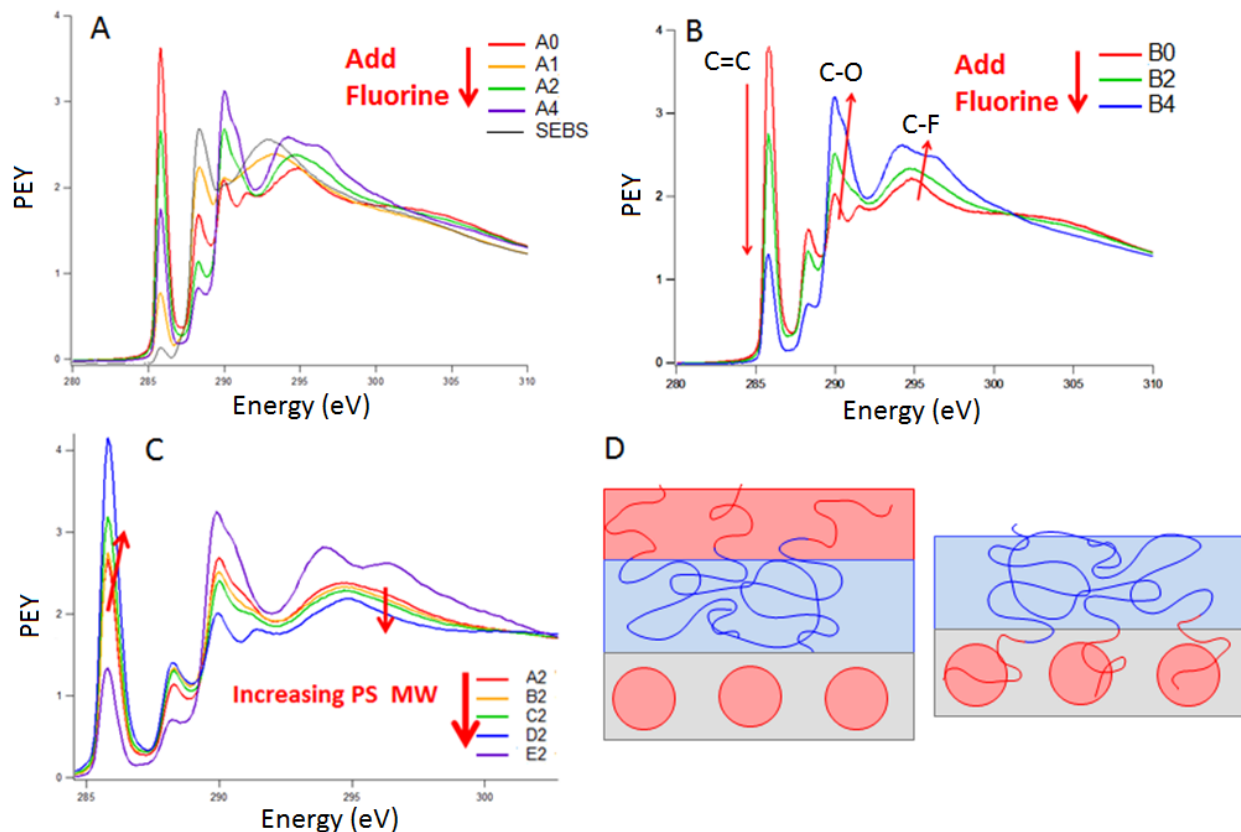 A
Add
Fluorine
A0
A1
A2
A4
SEBS
PEY
4
3
2
1
0
280
285
290
295
300
305
310
Energy (eV)
B
C=C
C-O
C-F
Add
Fluorine
B0
B2
B4
PEY
4
3
2
1
0
280
285
290
295
300
305
310
Energy (eV)
C
Increasing PS MW
A2
B2
C2
D2
E2
PEY
4
3
2
1
0
285
290
295
300
Energy (eV)
D